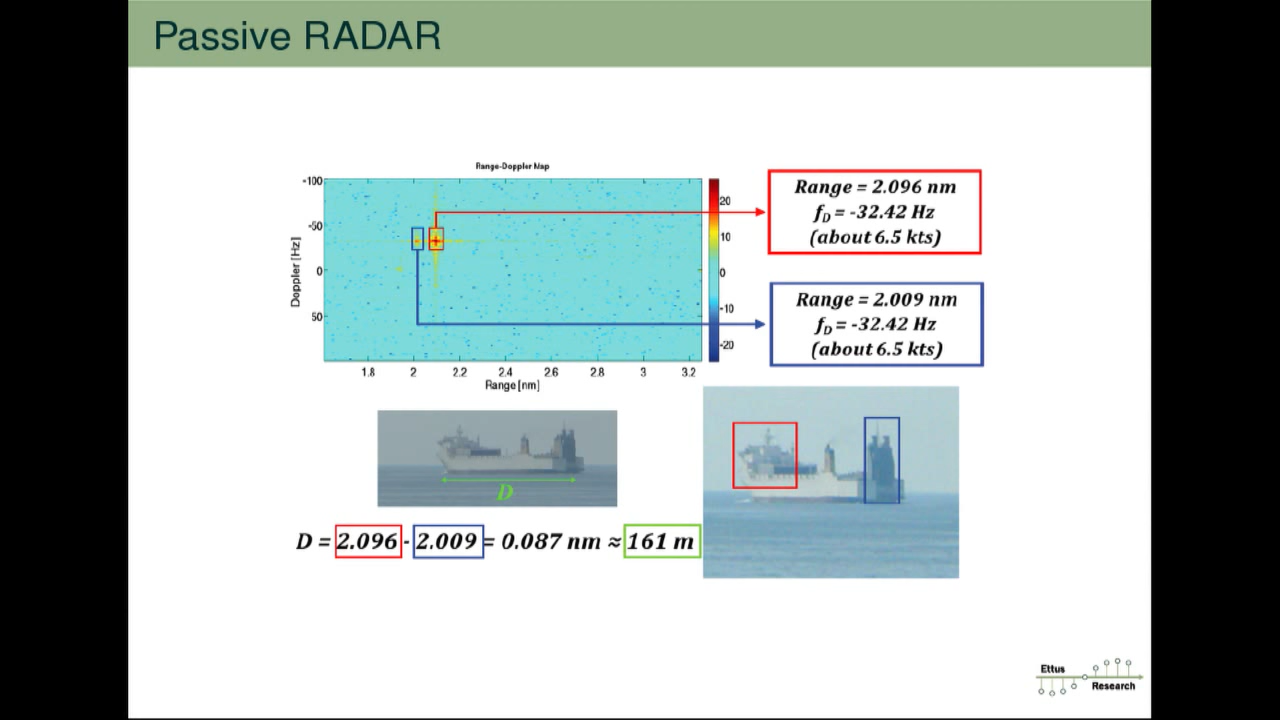 Passive RADAR
Range-Doppler Map
Doppler [Hz]
-100
-50
0
50
1.8 2 2.2 2.4 2.6 2.8 3 3.2
Range [nm]
20
10
0
-10
-20
Range = 2.096 nm
fD = -32.42 Hz
(about 6.5 kts)
Range = 2.009 nm
fD = -32.42 Hz
(about 6.5 kts)
D
D = 2.096 - 2.009 = 0.087 nm ≈ 161 m
Ettus
Research